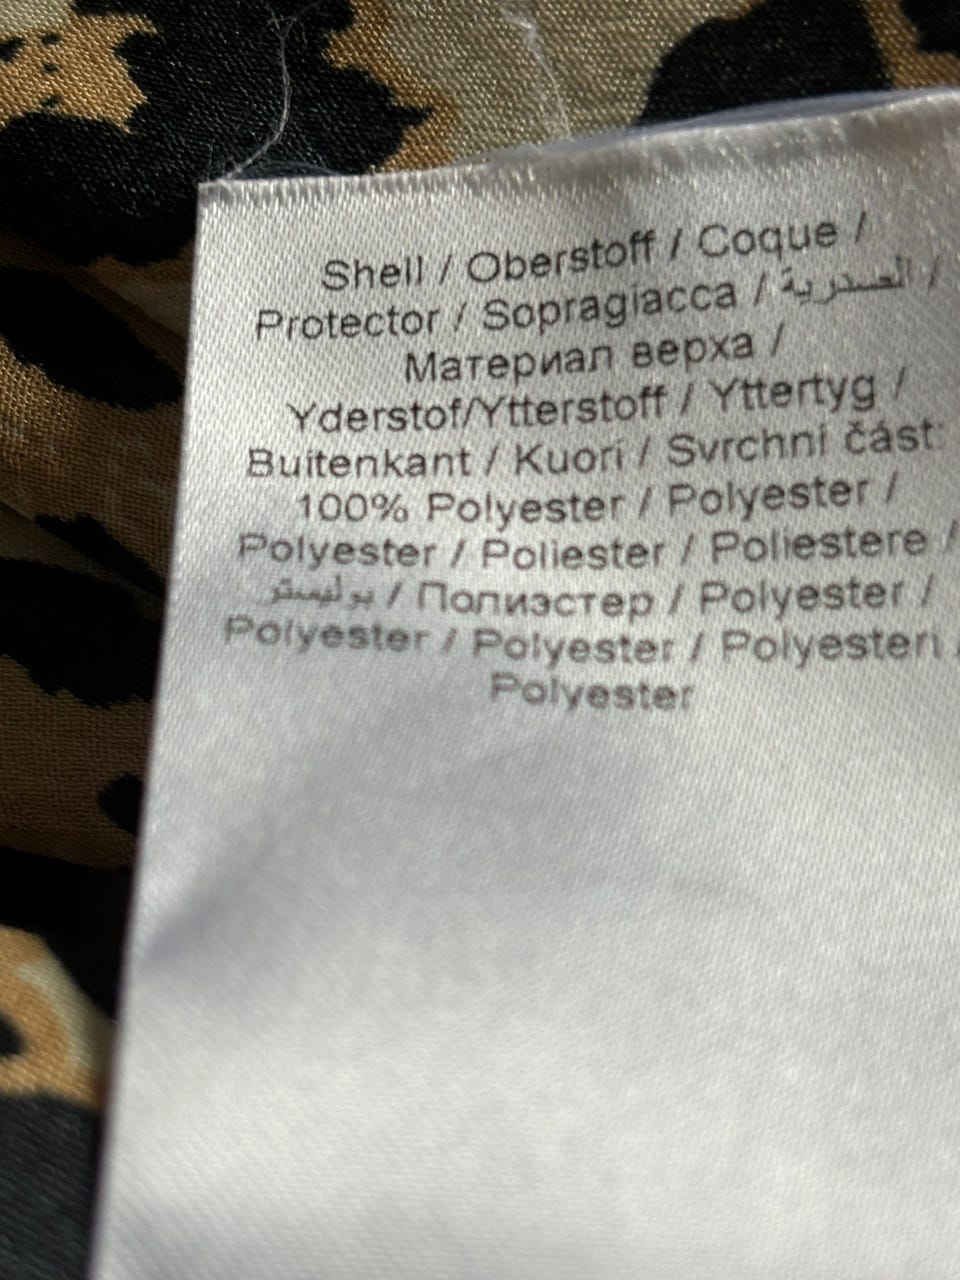 Shell / Oberstoff / Coque /
Protector / Sopragiacca / الصدرية /
Материал верха /
Yderstof/Ytterstoff / Yttertyg /
Buitenkant / Kuori / Svrchní část:
100% Polyester / Polyester /
Polyester / Poliester / Poliestere /
بوليستر / Полиэстер / Polyester /
Polyester / Polyester / Polyesteri /
Polyester